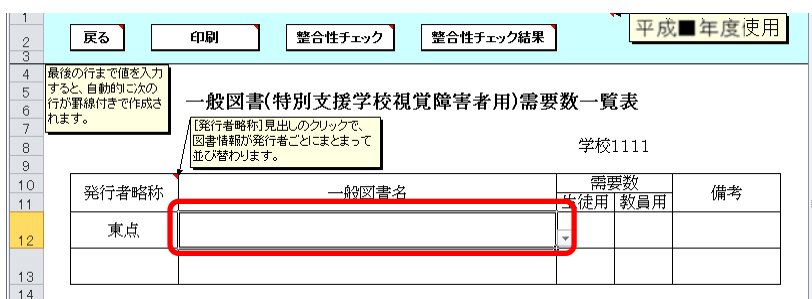 1
2
3
4
5
6
7
8
9
10
11
12
13
14
戻る
印刷
整合性チェック
整合性チェック結果
平成■年度使用
最後の行まで値を入力
すると、自動的に次の
行が罫線付きで作成さ
れます。
一般図書(特別支援学校視覚障害者用)需要数一覧表
[発行者略称]見出しのクリックで、
図書情報が発行者ごとにまとまって
並び替わります。
学校1111
発行者略称
一般図書名
需要数
生徒用
教員用
備考
東点